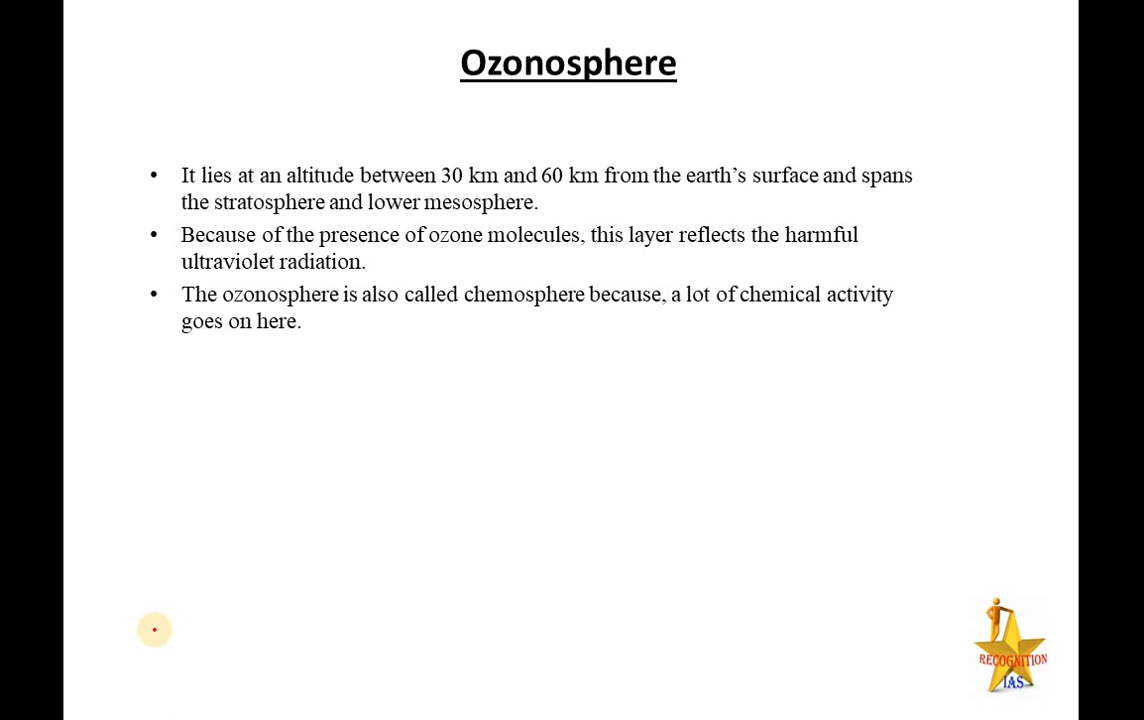 Ozonosphere
• It lies at an altitude between 30 km and 60 km from the earth’s surface and spans
the stratosphere and lower mesosphere.
• Because of the presence of ozone molecules, this layer reflects the harmful
ultraviolet radiation.
• The ozonosphere is also called chemosphere because, a lot of chemical activity
goes on here.
RECOGNITION
IAS